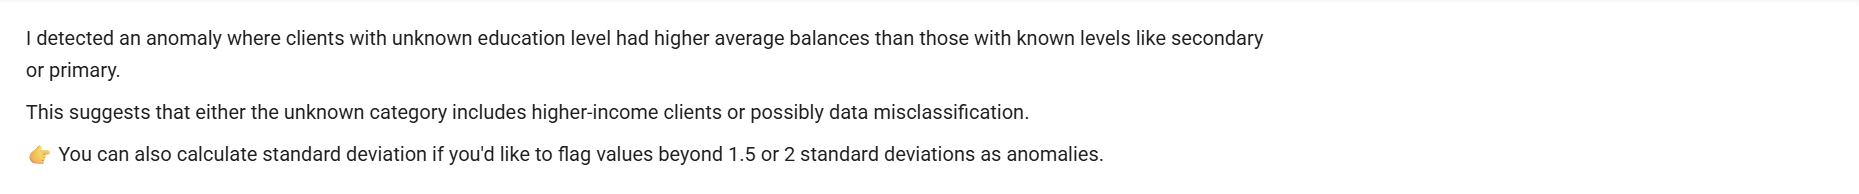 I detected an anomaly where clients with unknown education level had higher average balances than those with known levels like secondary
or primary.
This suggests that either the unknown category includes higher-income clients or possibly data misclassification.
👉 You can also calculate standard deviation if you'd like to flag values beyond 1.5 or 2 standard deviations as anomalies.